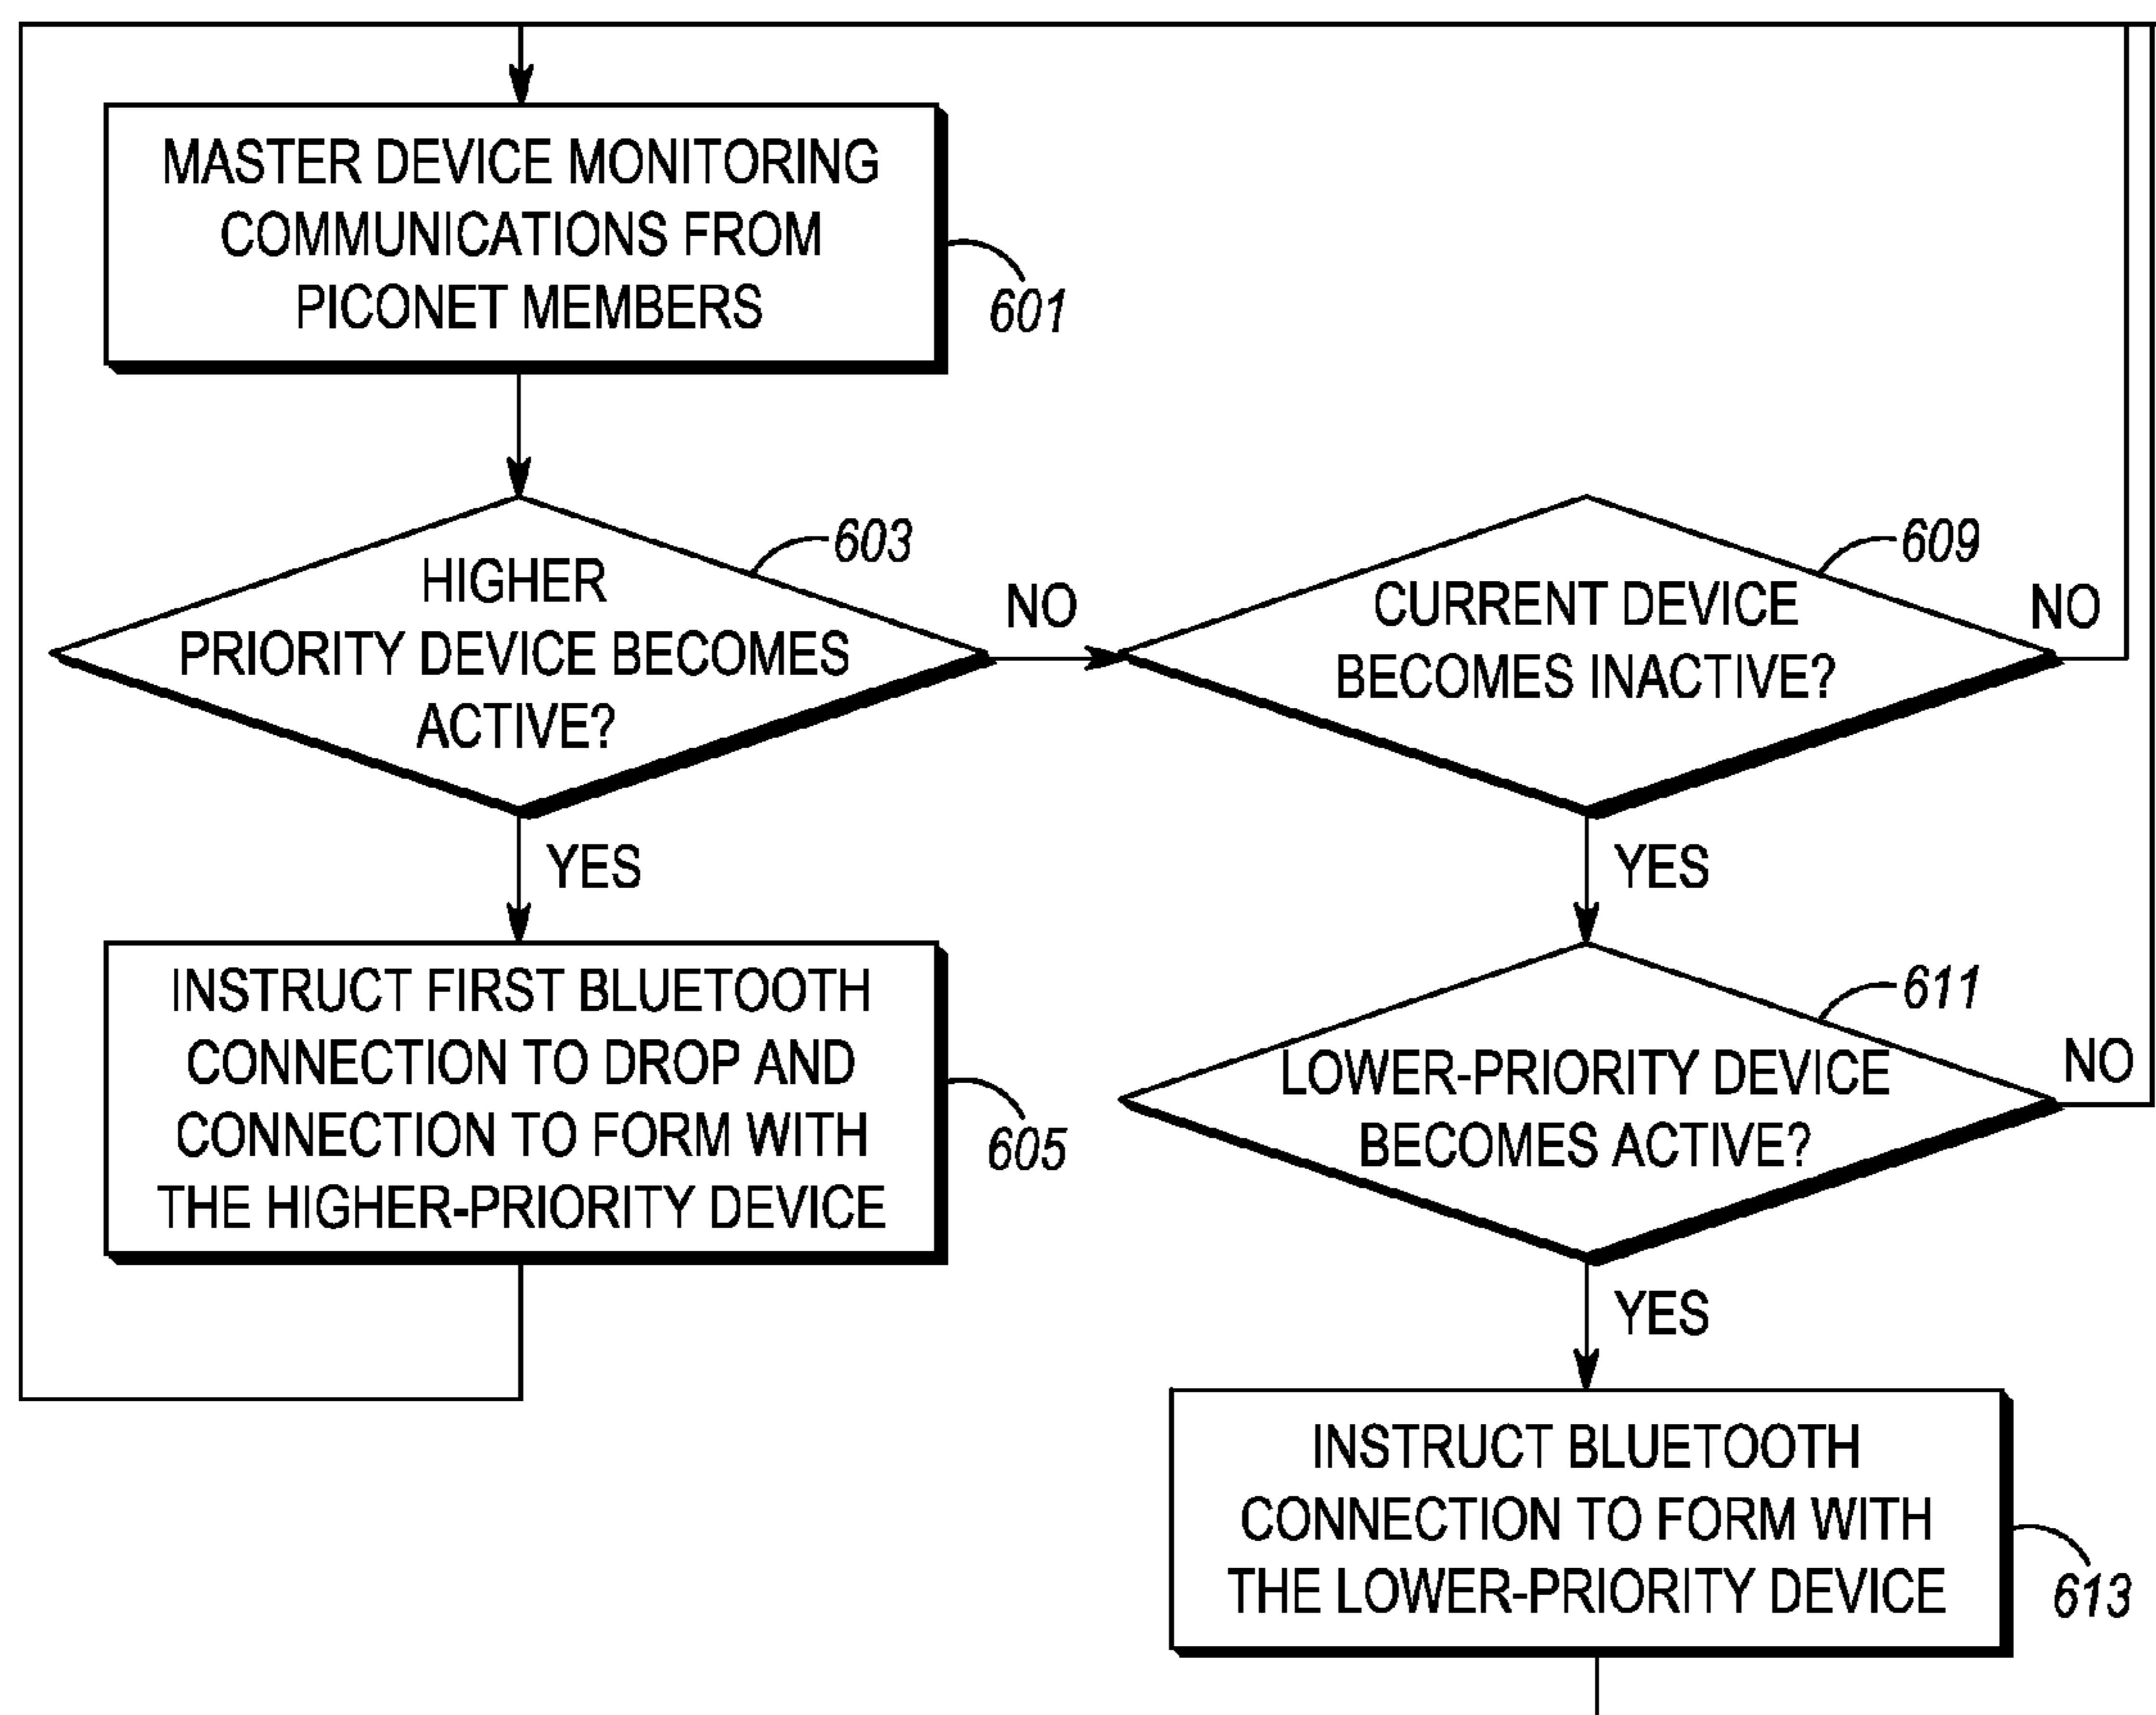 MASTER DEVICE MONITORING
COMMUNICATIONS FROM
PICONET MEMBERS
601
HIGHER
PRIORITY DEVICE BECOMES
ACTIVE?
603
NO
YES
INSTRUCT FIRST BLUETOOTH
CONNECTION TO DROP AND
CONNECTION TO FORM WITH
THE HIGHER-PRIORITY DEVICE
605
CURRENT DEVICE
BECOMES INACTIVE?
609
NO
YES
LOWER-PRIORITY DEVICE
BECOMES ACTIVE?
611
NO
YES
INSTRUCT BLUETOOTH
CONNECTION TO FORM WITH
THE LOWER-PRIORITY DEVICE
613